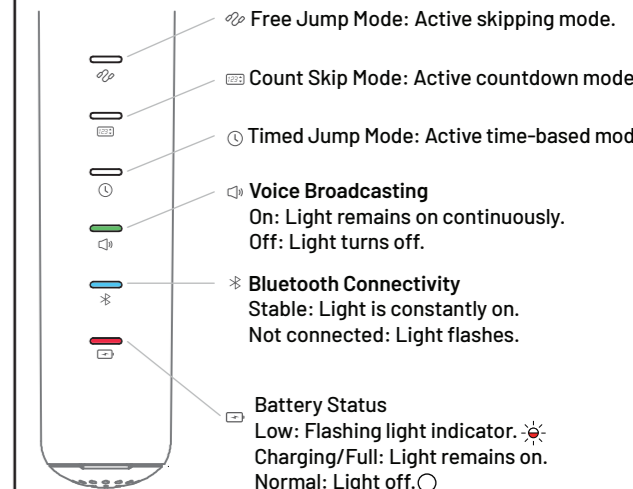 Free Jump Mode: Active skipping mode.
Count Skip Mode: Active countdown mode
Timed Jump Mode: Active time-based mod
Voice Broadcasting
On: Light remains on continuously.
Off: Light turns off.
Bluetooth Connectivity
Stable: Light is constantly on.
Not connected: Light flashes.
Battery Status
Low: Flashing light indicator.
Charging/Full: Light remains on.
Normal: Light off.